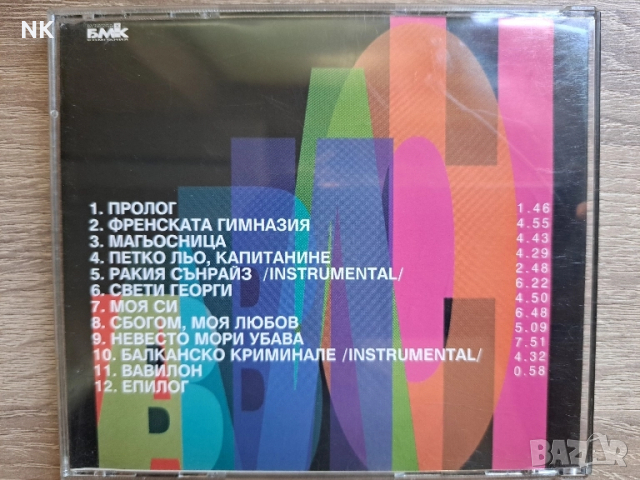 NK
БМК
1. ПРОЛОГ 1.46
2. ФРЕНСКАТА ГИМНАЗИЯ 4.55
3. МАГЬОСНИЦА 4.43
4. ПЕТКО ЛЬО, КАПИТАНИНЕ 4.29
5. РАКИЯ СЪНРАЙЗ /INSTRUMENTAL/ 2.48
6. СВЕТИ ГЕОРГИ 6.22
7. МОЯ СИ 4.50
8. СБОГОМ, МОЯ ЛЮБОВ 6.48
9. НЕВЕСТО МОРИ УБАВА 5.09
10. БАЛКАНСКО КРИМИНАЛЕ /INSTRUMENTAL/ 7.51
11. ВАВИЛОН 4.32
12. ЕПИЛОГ 0.58
BAZAR